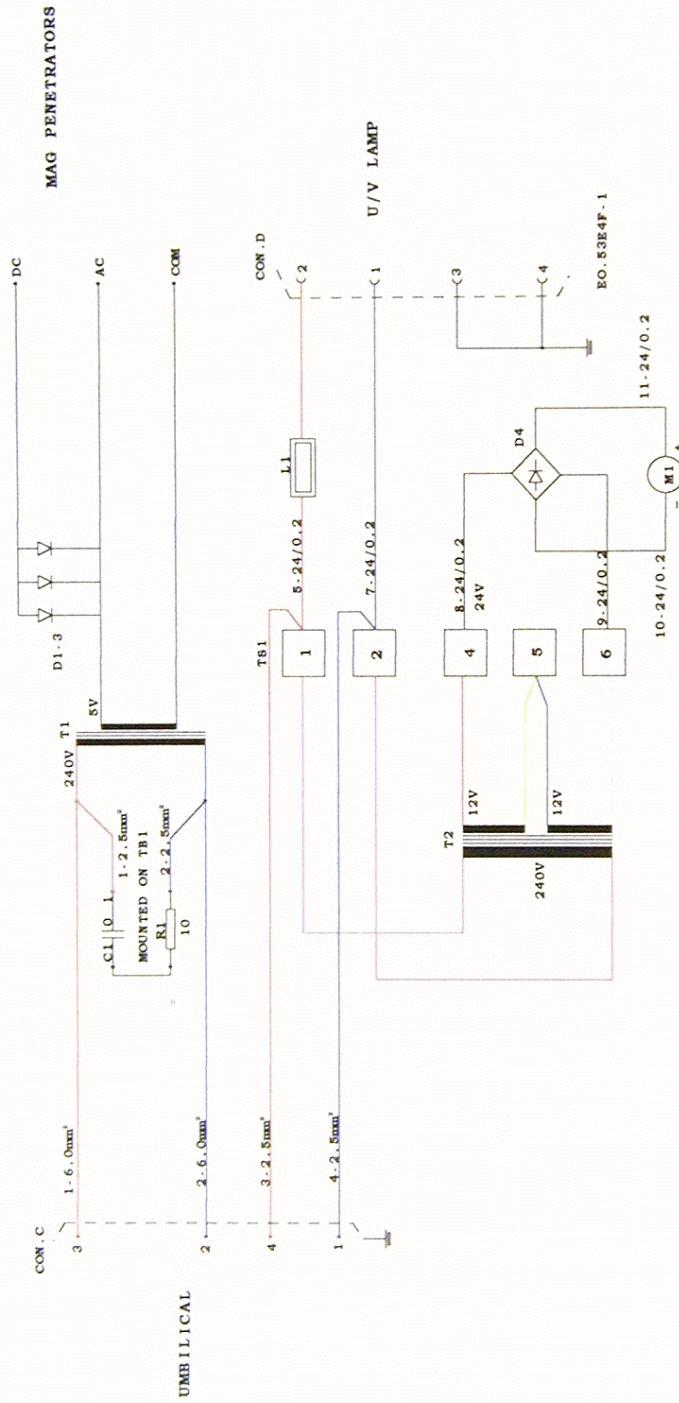 MAG PENETRATORS
DC
AC
COM
D1-3
5V
T1
240V
1-2.5mm²
2-2.5mm²
C1 0 1
MOUNTED ON TB1
R1
10
1-6.0mm²
2-6.0mm²
CON.C
3
2
4
1
UMBILICAL
3-2.5mm²
4-2.5mm²
CON.D
2
1
3
4
U/V LAMP
EO.53E4F-1
L1
5-24/0.2
7-24/0.2
TS1
1
2
4
5
6
8-24/0.2
24V
9-24/0.2
D4
11-24/0.2
10-24/0.2
M1
+
-
T2
12V
12V
240V